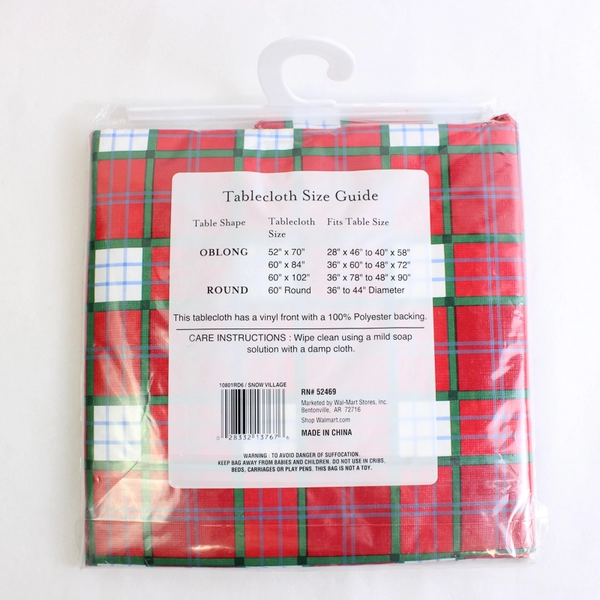 Tablecloth Size Guide
Table Shape Tablecloth Size Fits Table Size
OBLONG 52" x 70" 28" x 46" to 40" x 58"
60" x 84" 36" x 60" to 48" x 72"
60" x 102" 36" x 78" to 48" x 90"
ROUND 60" Round 36" to 44" Diameter
This tablecloth has a vinyl front with a 100% Polyester backing.
CARE INSTRUCTIONS : Wipe clean using a mild soap
solution with a damp cloth.
10801RD6 / SNOW VILLAGE
0 28332 13767 6
RN# 52469
Marketed by Wal-Mart Stores, Inc.
Bentonville, AR 72716
Shop Walmart.com
MADE IN CHINA
WARNING : TO AVOID DANGER OF SUFFOCATION.
KEEP BAG AWAY FROM BABIES AND CHILDREN. DO NOT USE IN CRIBS,
BEDS, CARRIAGES OR PLAY PENS. THIS BAG IS NOT A TOY.